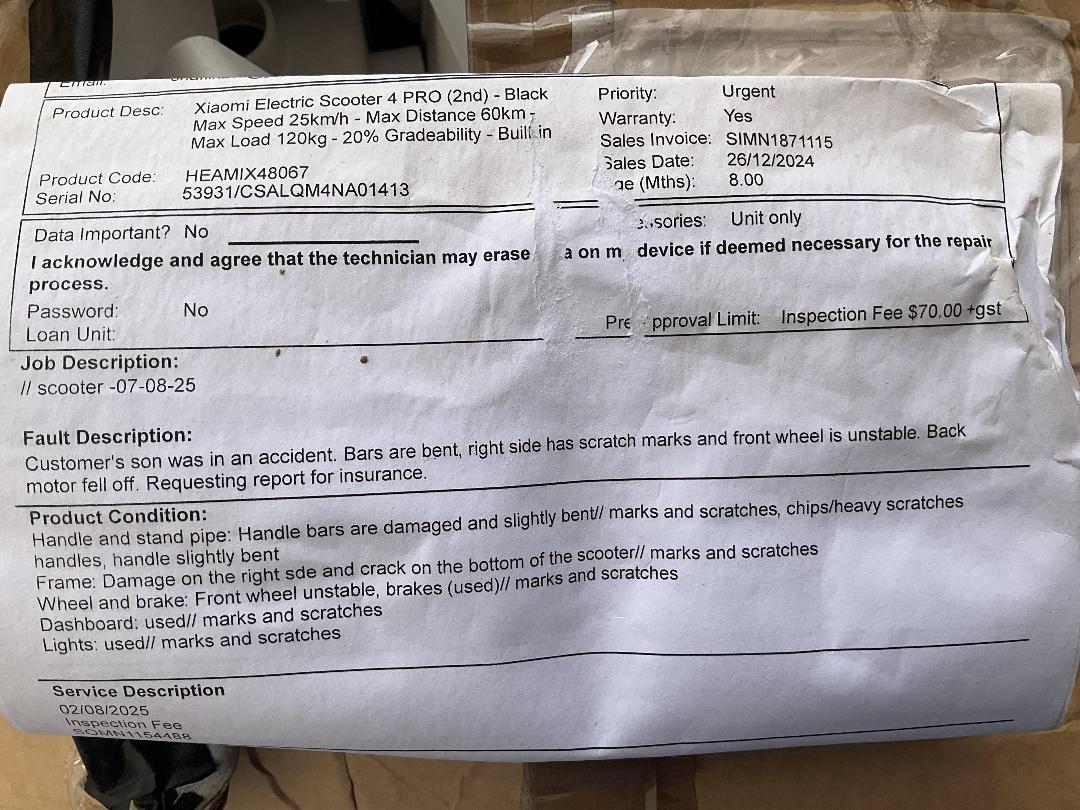 Email:
Product Desc: Xiaomi Electric Scooter 4 PRO (2nd) - Black
Max Speed 25km/h - Max Distance 60km -
Max Load 120kg - 20% Gradeability - Built in
Product Code: HEAMIX48067
Serial No: 53931/CSALQM4NA01413
Priority: Urgent
Warranty: Yes
Sales Invoice: SIMN1871115
Sales Date: 26/12/2024
ge (Mths): 8.00
Data Important? No
sories: Unit only
I acknowledge and agree that the technician may erase a on m device if deemed necessary for the repair
process.
Password: No
Loan Unit:
Pre pproval Limit: Inspection Fee $70.00 +gst
Job Description:
// scooter -07-08-25
Fault Description:
Customer's son was in an accident. Bars are bent, right side has scratch marks and front wheel is unstable. Back
motor fell off. Requesting report for insurance.
Product Condition:
Handle and stand pipe: Handle bars are damaged and slightly bent// marks and scratches, chips/heavy scratches
handles, handle slightly bent
Frame: Damage on the right sde and crack on the bottom of the scooter// marks and scratches
Wheel and brake: Front wheel unstable, brakes (used)// marks and scratches
Dashboard: used// marks and scratches
Lights: used// marks and scratches
Service Description
02/08/2025
Inspection Fee
SOMN1154488